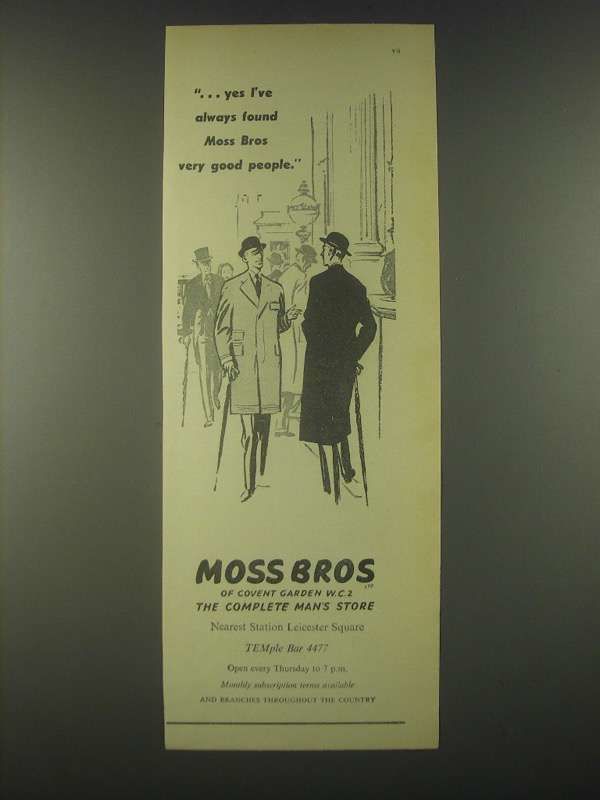 vii
"... yes I've
always found
Moss Bros
very good people."
MOSS BROS
LTD
OF COVENT GARDEN W.C.2
THE COMPLETE MAN'S STORE
Nearest Station Leicester Square
TEMple Bar 4477
Open every Thursday to 7 p.m.
Monthly subscription terms available
AND BRANCHES THROUGHOUT THE COUNTRY